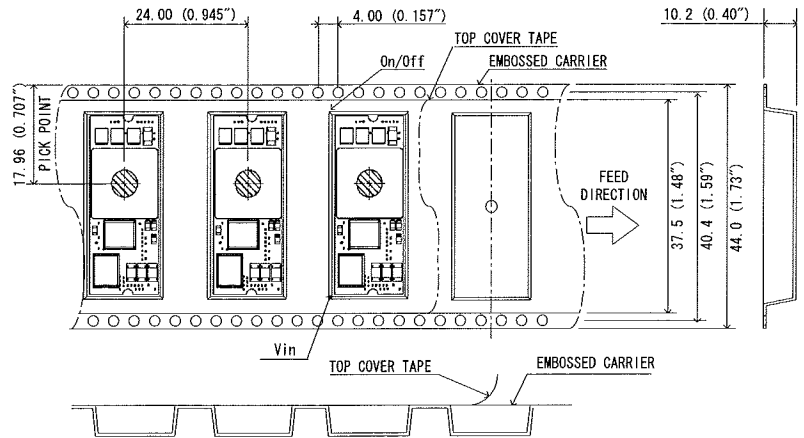 24.00 (0.945")
4.00 (0.157")
10.2 (0.40")
TOP COVER TAPE
On/Off
EMBOSSED CARRIER
17.96 (0.707")
PICK POINT
FEED
DIRECTION
37.5 (1.48")
40.4 (1.59")
44.0 (1.73")
Vin
TOP COVER TAPE
EMBOSSED CARRIER